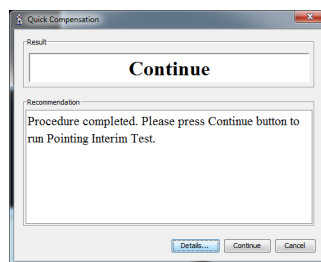 Quick Compensation
Result
Continue
Recommendation
Procedure completed. Please press Continue button to
run Pointing Interim Test.
Details... Continue Cancel